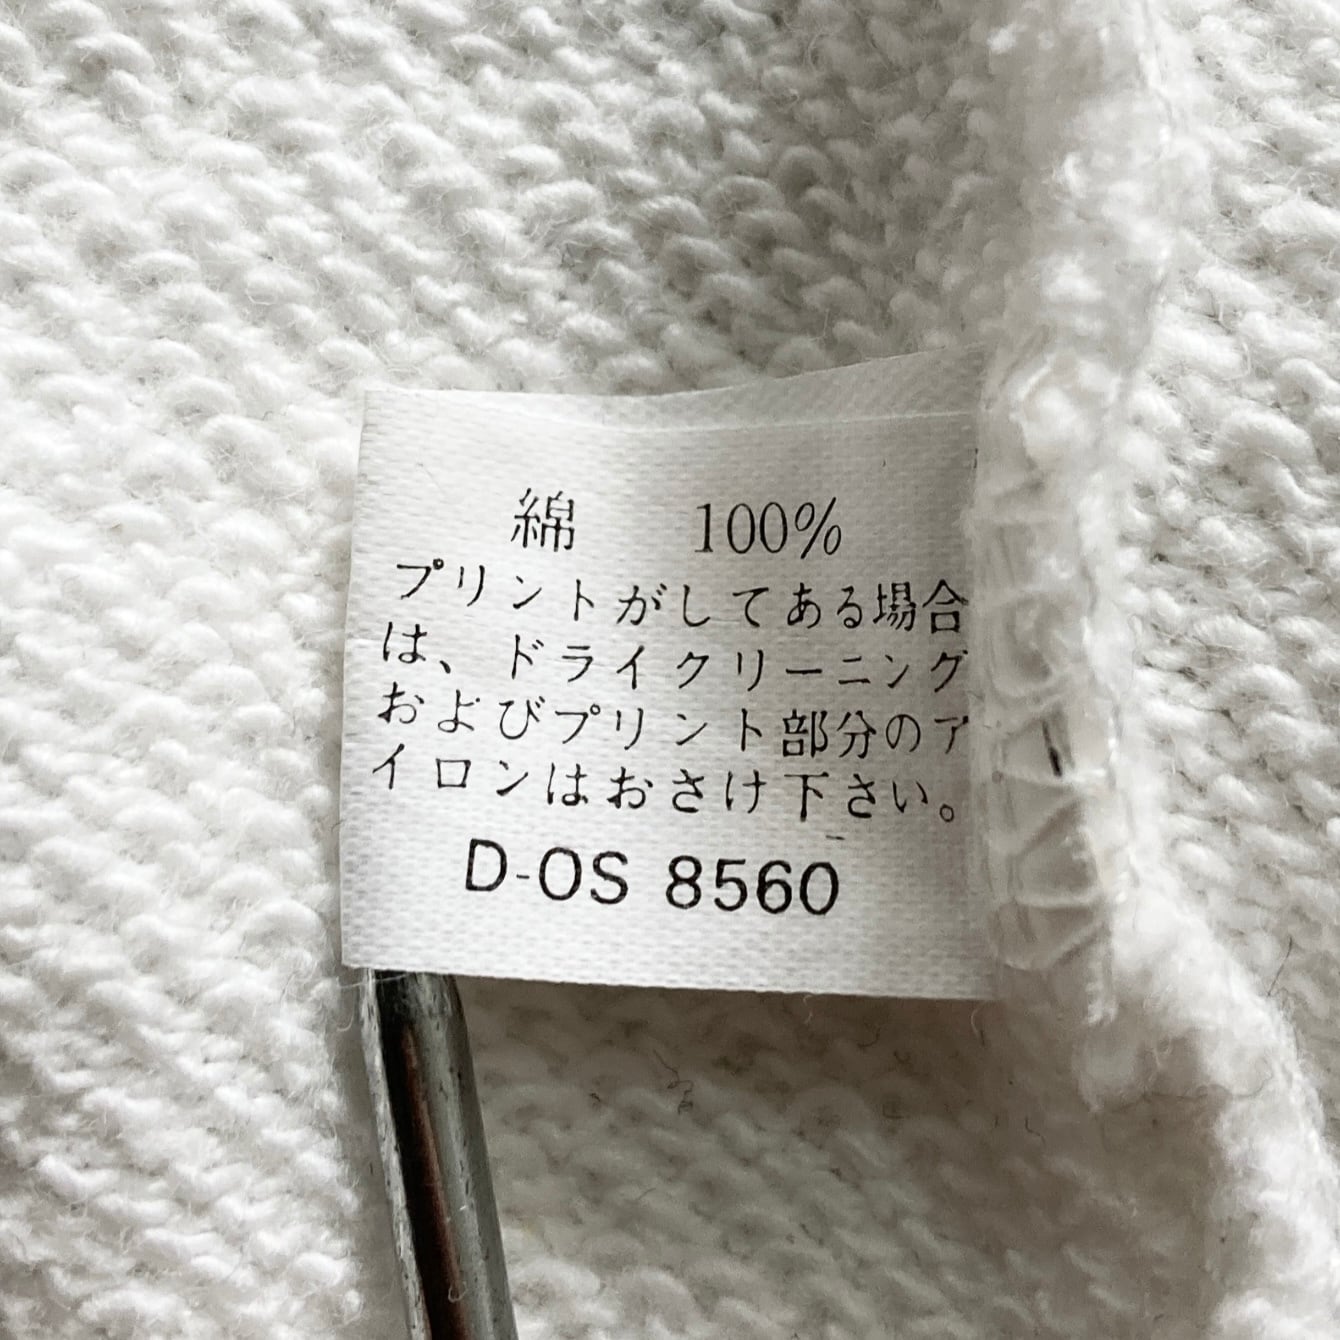 綿 100%
プリントがしてある場合
は、ドライクリーニング
およびプリント部分のア
イロンはおさけ下さい。
D-OS 8560